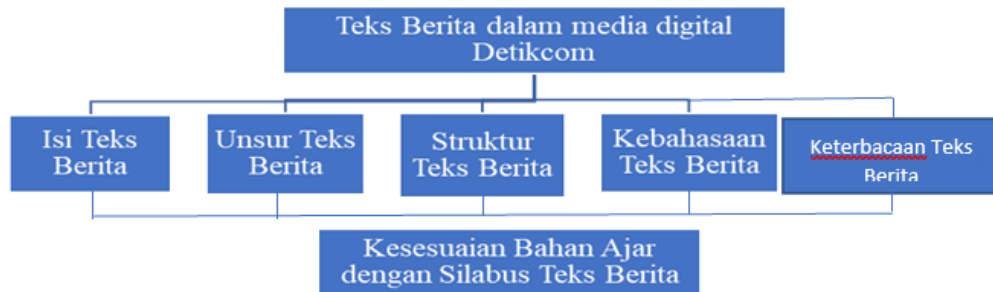 Teks Berita dalam media digital
Detikcom
Isi Teks
Berita
Unsur Teks
Berita
Struktur
Teks Berita
Kebahasaan
Teks Berita
Keterbacaan Teks
Berita
Kesesuaian Bahan Ajar
dengan Silabus Teks Berita